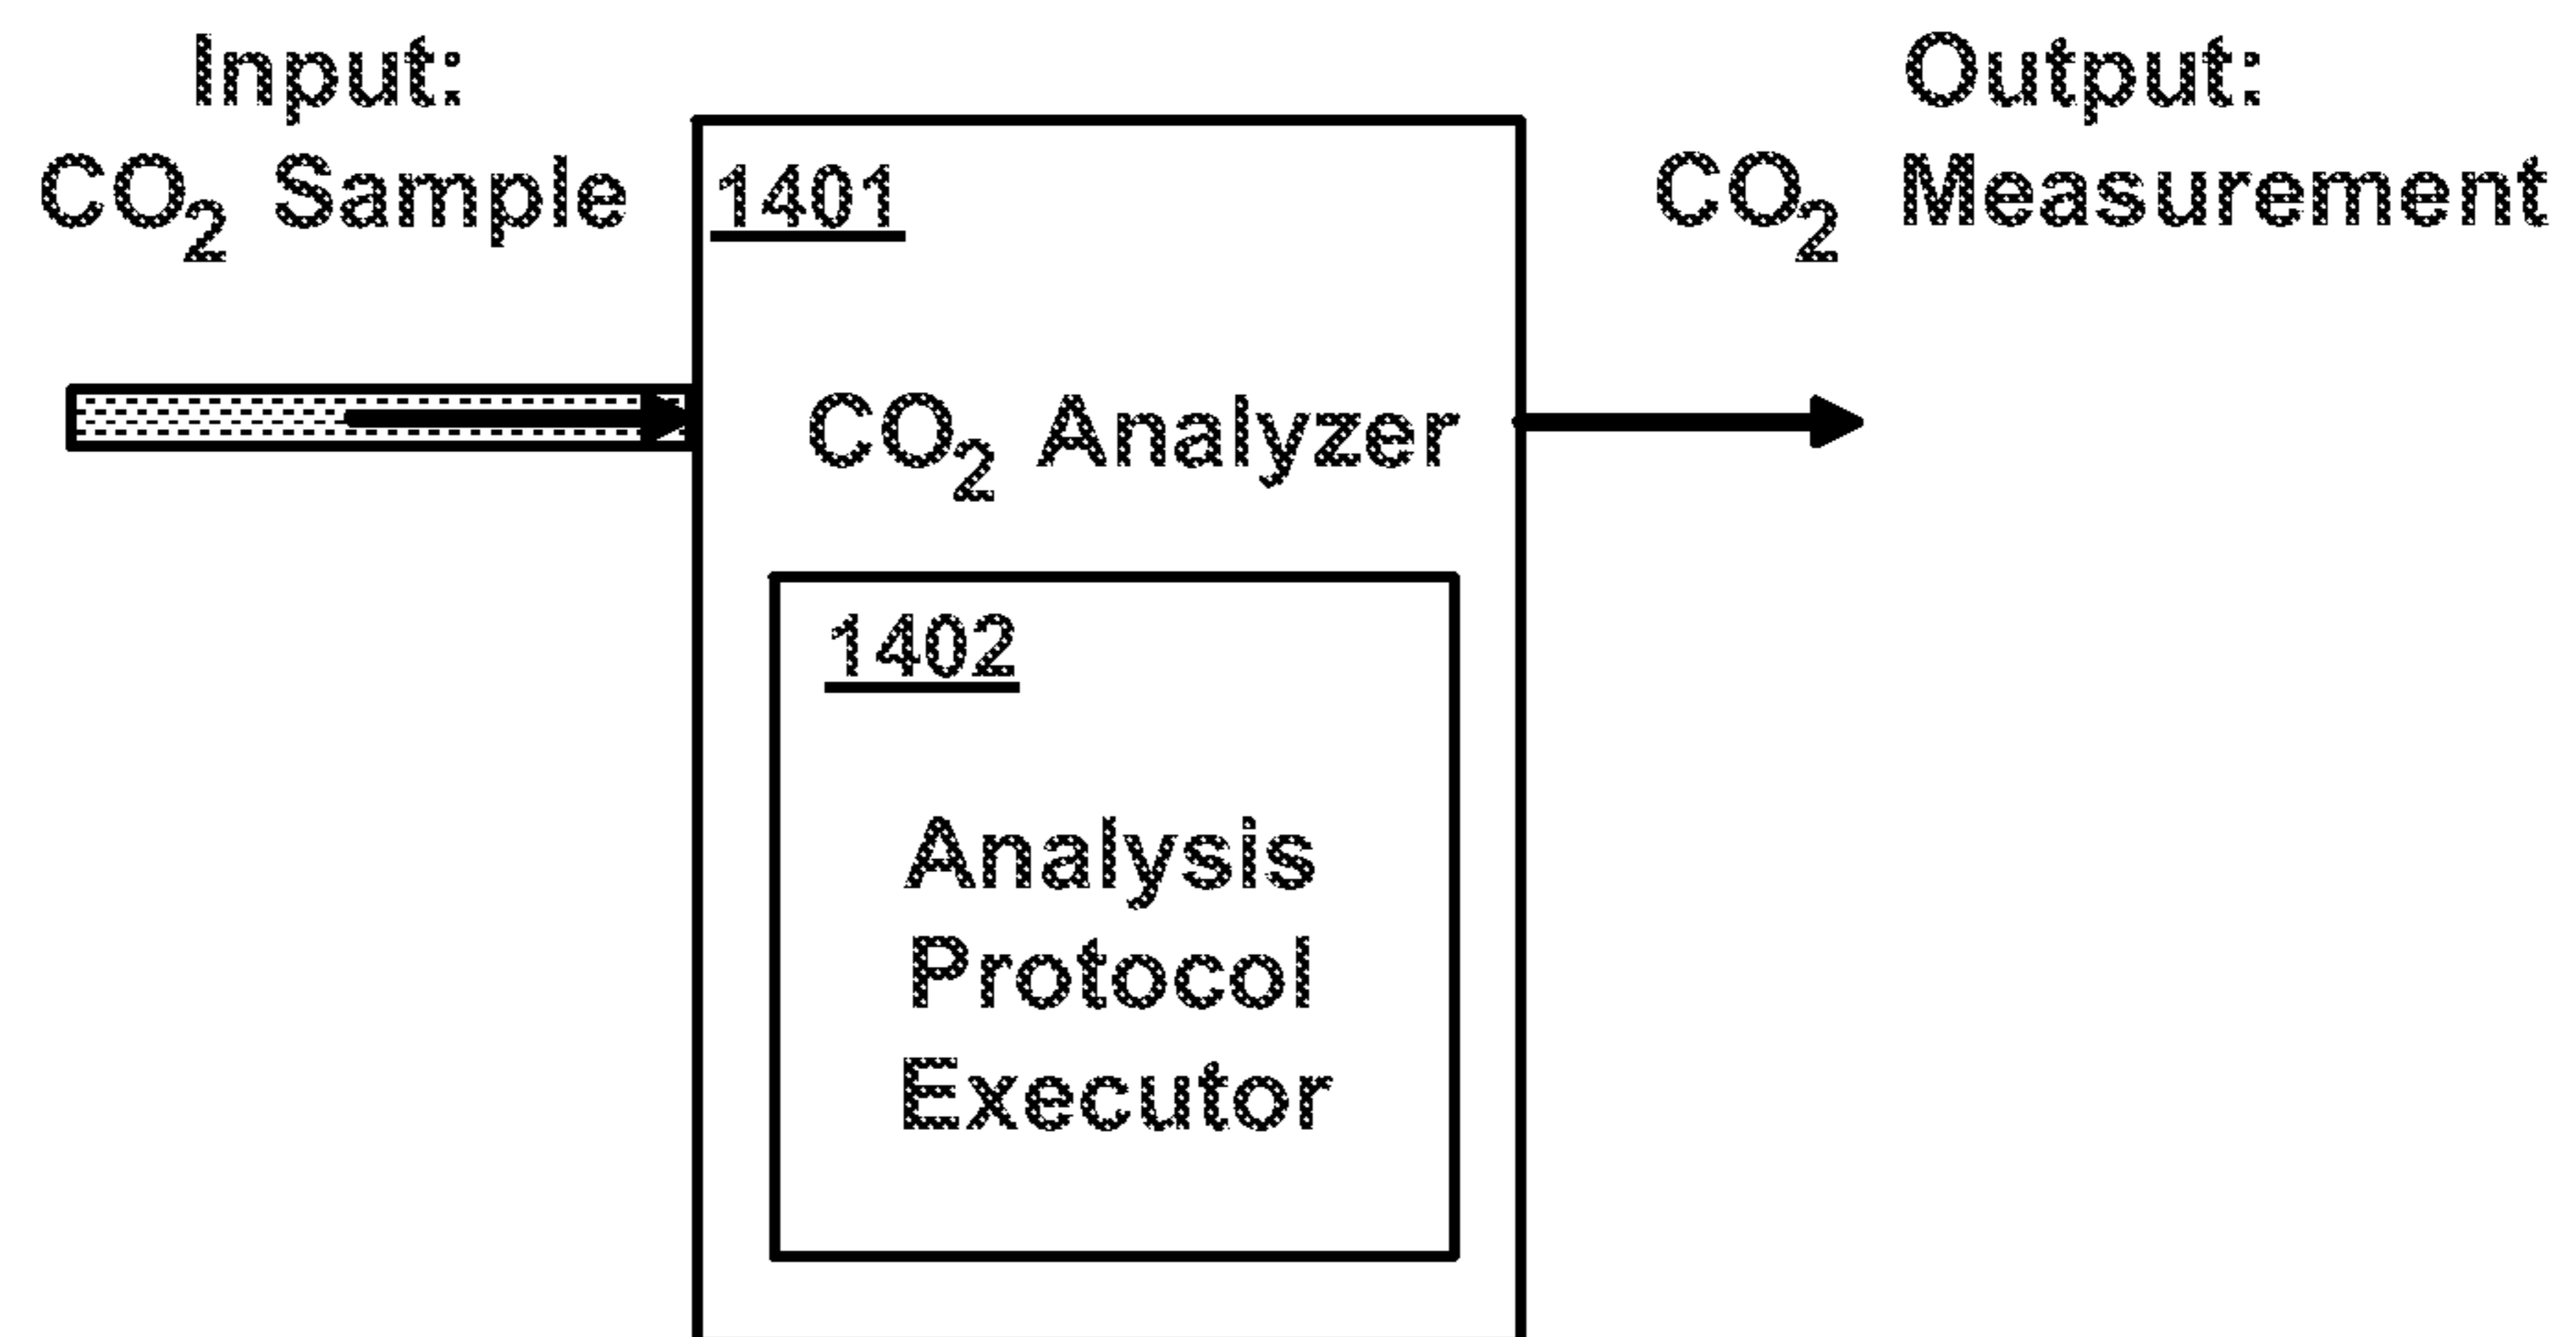 Input:
CO₂ Sample
Output:
CO₂ Measurement
1401
CO₂ Analyzer
1402
Analysis
Protocol
Executor